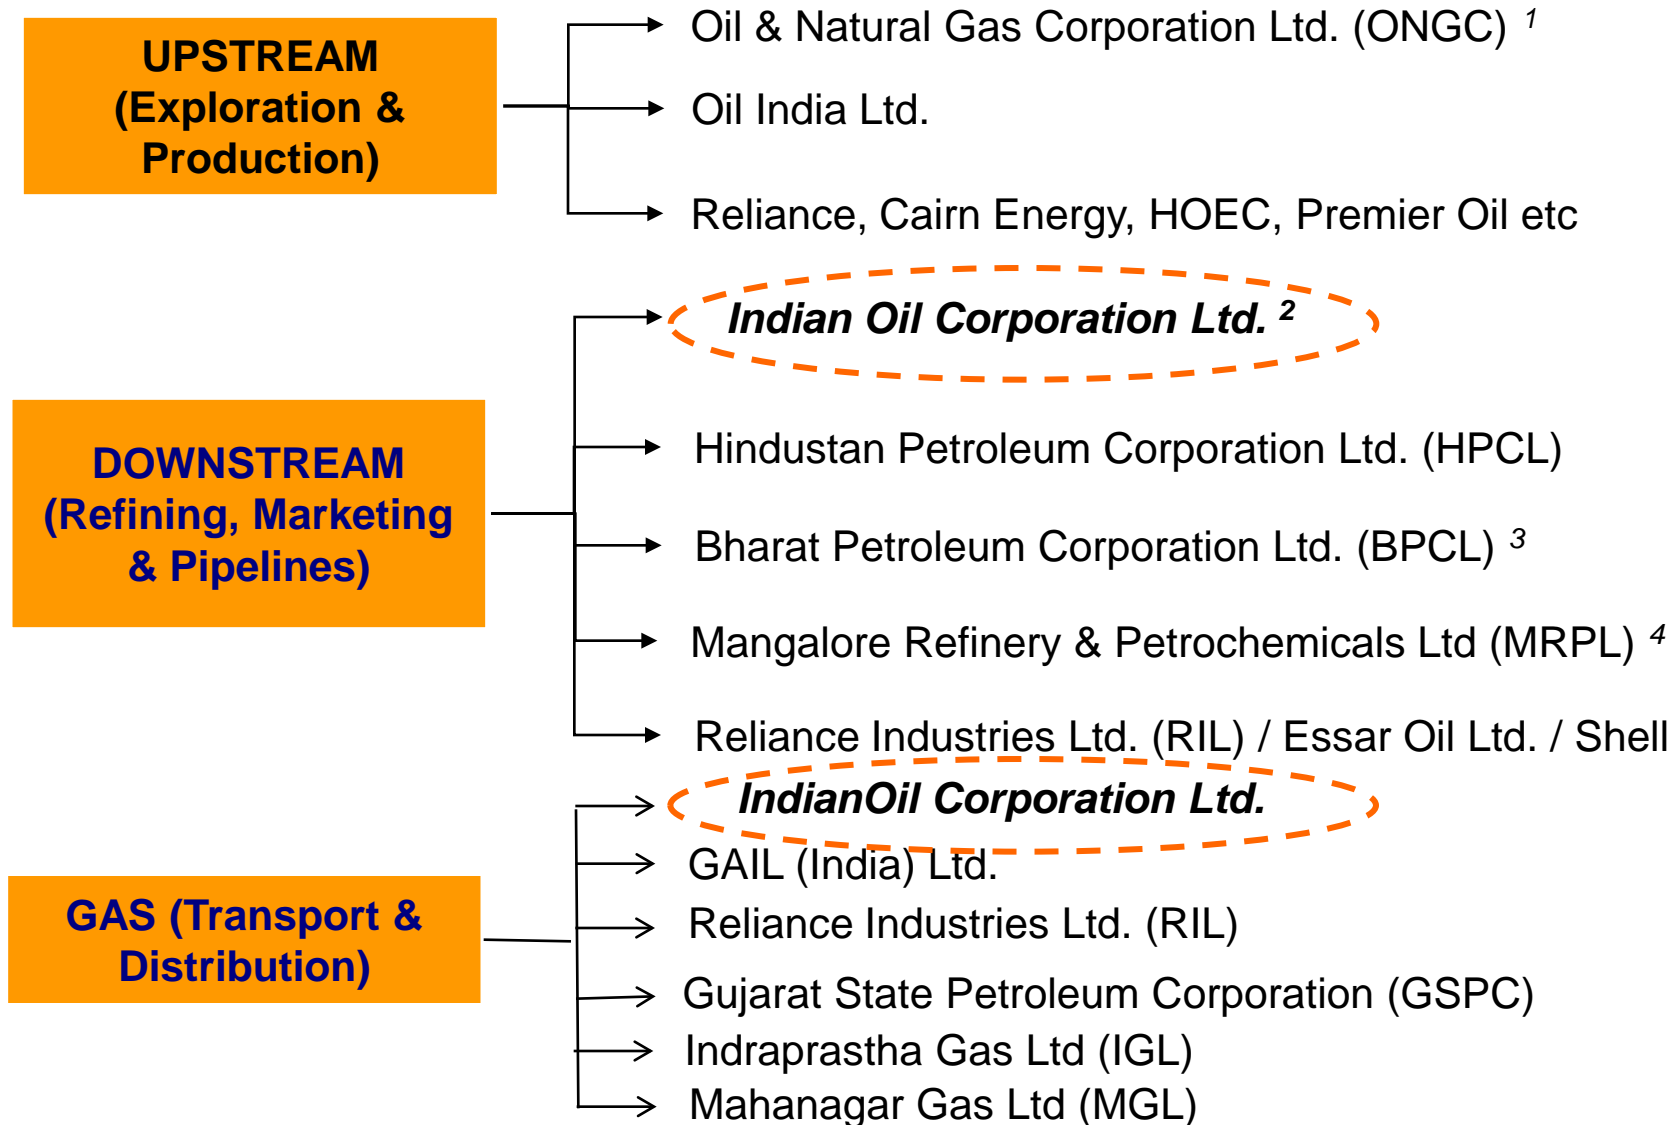 UPSTREAM
(Exploration &
Production)
Oil & Natural Gas Corporation Ltd. (ONGC) 1
Oil India Ltd.
Reliance, Cairn Energy, HOEC, Premier Oil etc
DOWNSTREAM
(Refining, Marketing
& Pipelines)
Indian Oil Corporation Ltd. 2
Hindustan Petroleum Corporation Ltd. (HPCL)
Bharat Petroleum Corporation Ltd. (BPCL) 3
Mangalore Refinery & Petrochemicals Ltd (MRPL) 4
Reliance Industries Ltd. (RIL) / Essar Oil Ltd. / Shell
GAS (Transport &
Distribution)
IndianOil Corporation Ltd.
GAIL (India) Ltd.
Reliance Industries Ltd. (RIL)
Gujarat State Petroleum Corporation (GSPC)
Indraprastha Gas Ltd (IGL)
Mahanagar Gas Ltd (MGL)